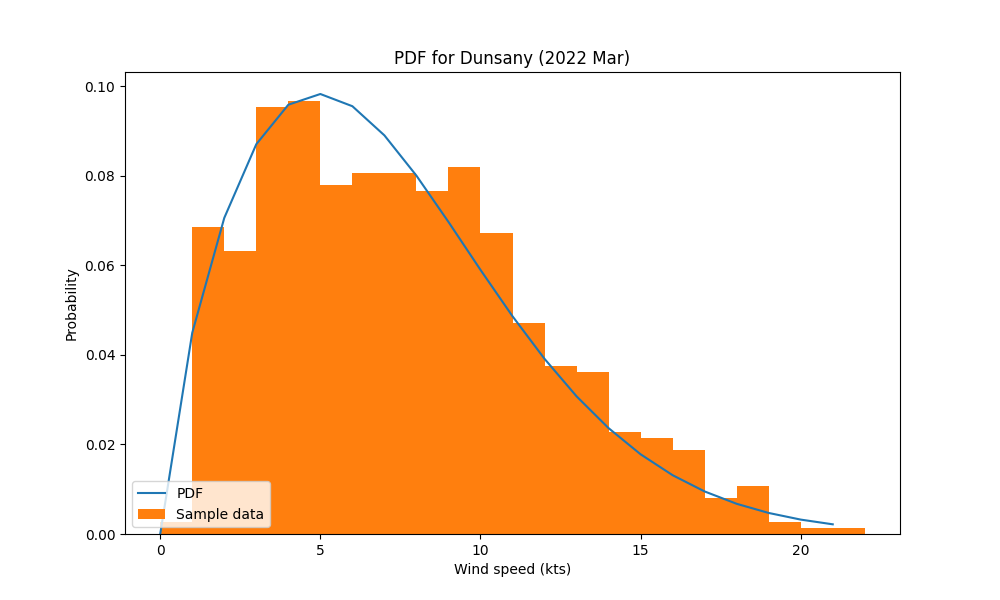 PDF for Dunsany (2022 Mar)
0.10
0.08
0.06
0.04
0.02
0.00
Probability
PDF
Sample data
0 5 10 15 20
Wind speed (kts)